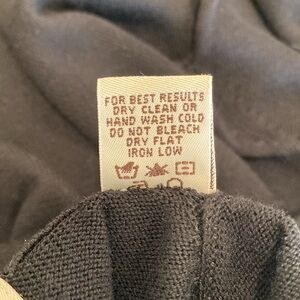 FOR BEST RESULTS
DRY CLEAN OR
HAND WASH COLD
DO NOT BLEACH
DRY FLAT
IRON LOW